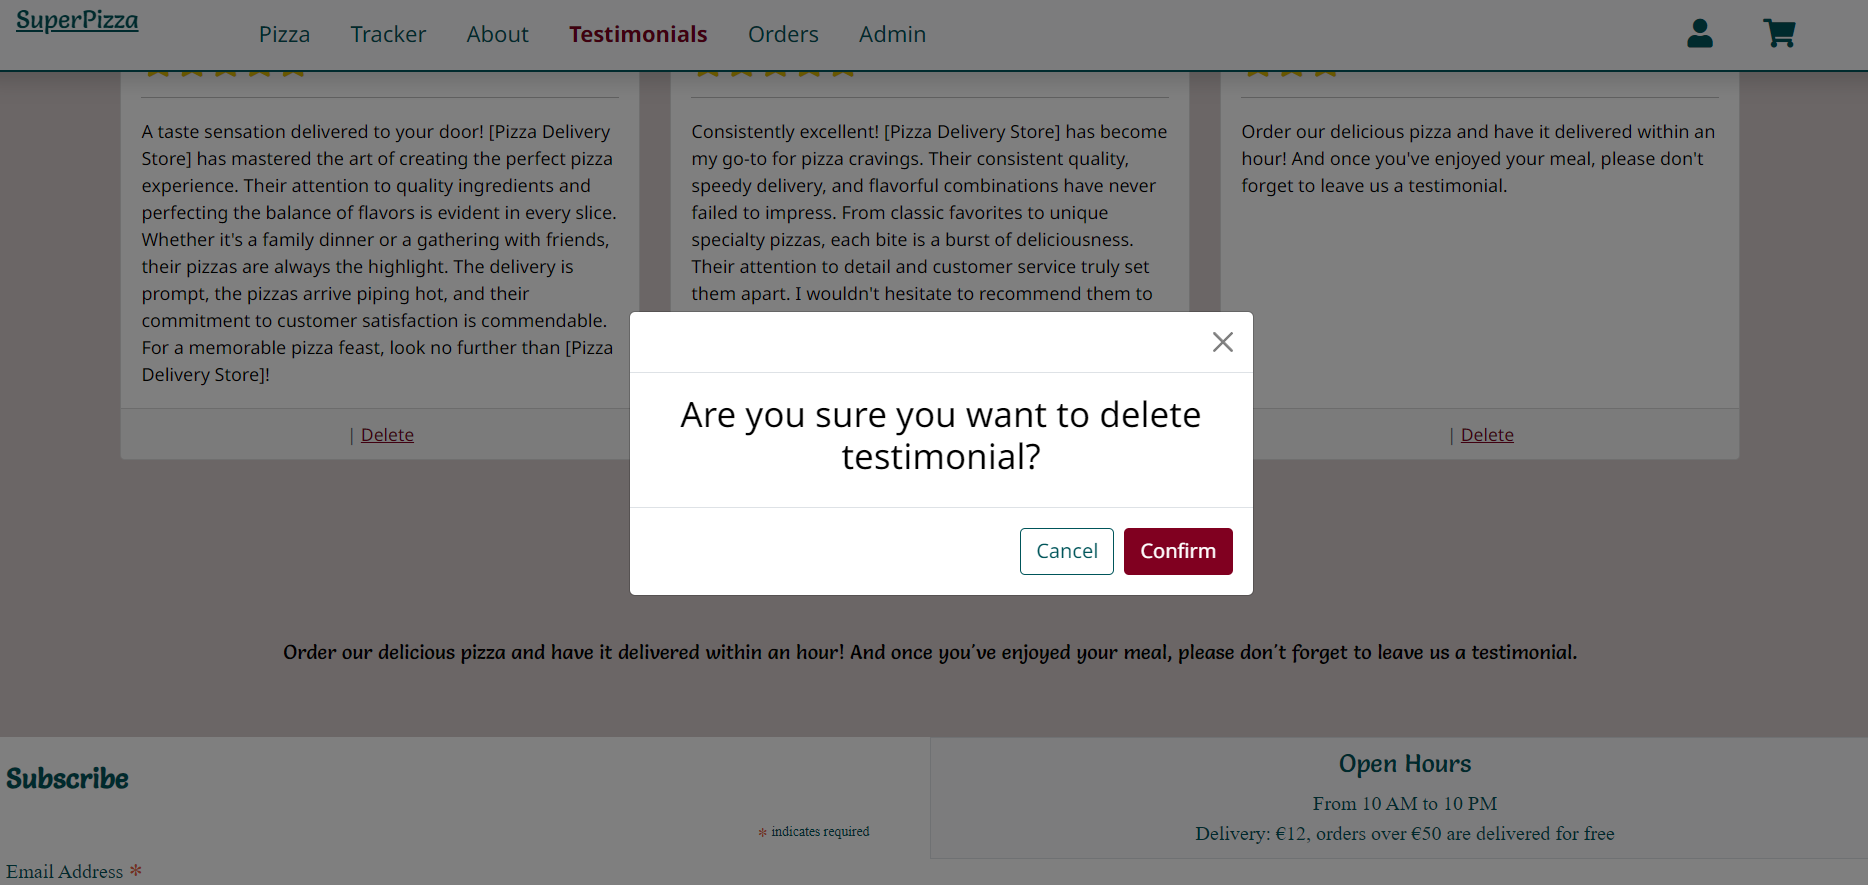 SuperPizza
Pizza Tracker About Testimonials Orders Admin
A taste sensation delivered to your door! [Pizza Delivery
Store] has mastered the art of creating the perfect pizza
experience. Their attention to quality ingredients and
perfecting the balance of flavors is evident in every slice.
Whether it's a family dinner or a gathering with friends,
their pizzas are always the highlight. The delivery is
prompt, the pizzas arrive piping hot, and their
commitment to customer satisfaction is commendable.
For a memorable pizza feast, look no further than [Pizza
Delivery Store]!
| Delete
Consistently excellent! [Pizza Delivery Store] has become
my go-to for pizza cravings. Their consistent quality,
speedy delivery, and flavorful combinations have never
failed to impress. From classic favorites to unique
specialty pizzas, each bite is a burst of deliciousness.
Their attention to detail and customer service truly set
them apart. I wouldn't hesitate to recommend them to
Order our delicious pizza and have it delivered within an
hour! And once you've enjoyed your meal, please don't
forget to leave us a testimonial.
| Delete
Are you sure you want to delete
testimonial?
Cancel Confirm
Order our delicious pizza and have it delivered within an hour! And once you've enjoyed your meal, please don't forget to leave us a testimonial.
Subscribe
* indicates required
Email Address *
Open Hours
From 10 AM to 10 PM
Delivery: €12, orders over €50 are delivered for free